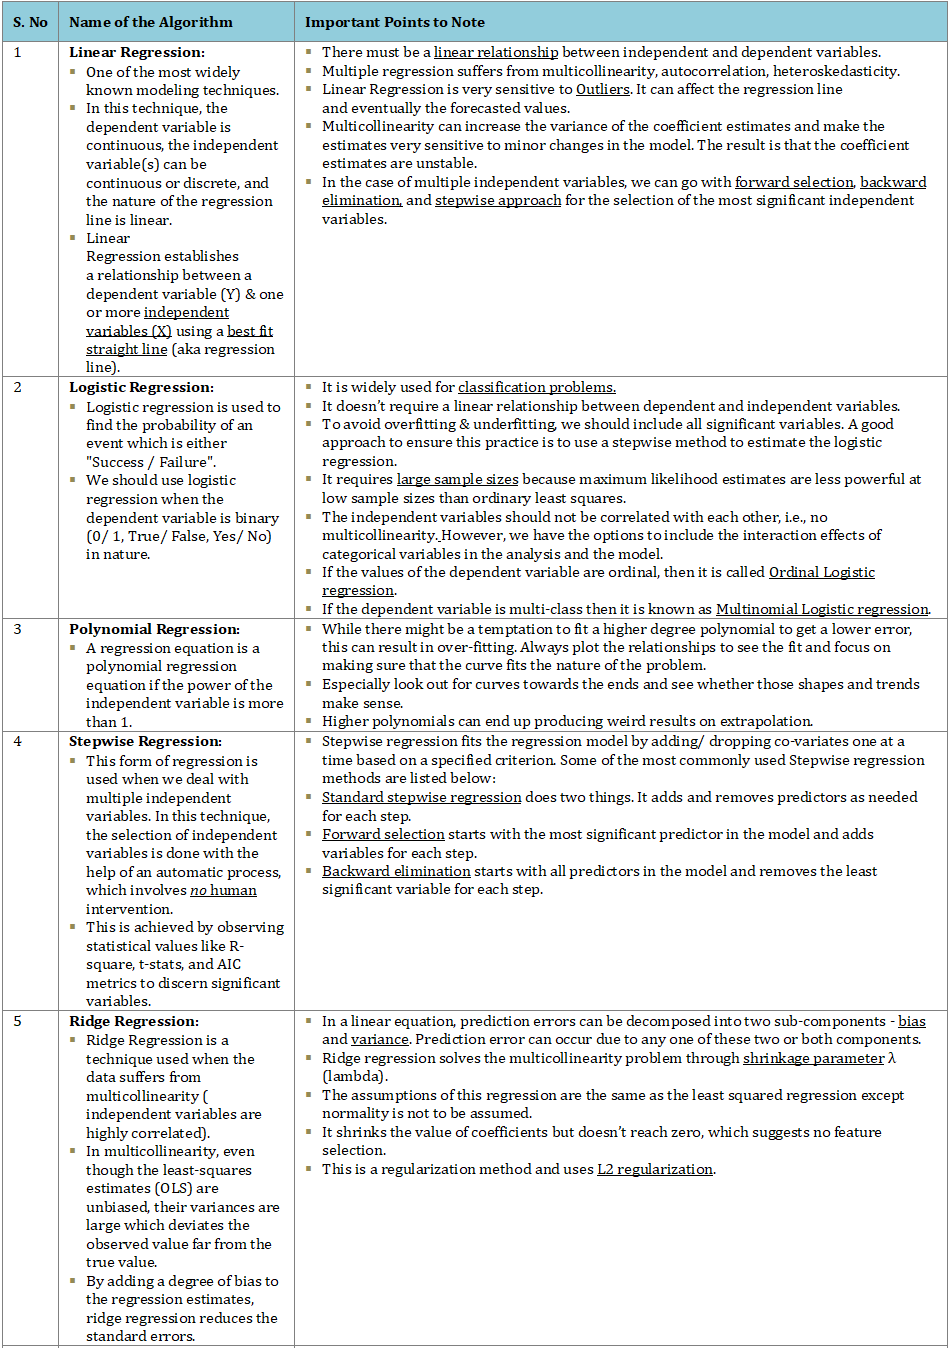 S. No Name of the Algorithm Important Points to Note
1 Linear Regression:
▪ One of the most widely
known modeling techniques.
▪ In this technique, the
dependent variable is
continuous, the independent
variable(s) can be
continuous or discrete, and
the nature of the regression
line is linear.
▪ Linear
Regression establishes
a relationship between a
dependent variable (Y) & one
or more independent
variables (X) using a best fit
straight line (aka regression
line).
▪ There must be a linear relationship between independent and dependent variables.
▪ Multiple regression suffers from multicollinearity, autocorrelation, heteroskedasticity.
▪ Linear Regression is very sensitive to Outliers. It can affect the regression line
and eventually the forecasted values.
▪ Multicollinearity can increase the variance of the coefficient estimates and make the
estimates very sensitive to minor changes in the model. The result is that the coefficient
estimates are unstable.
▪ In the case of multiple independent variables, we can go with forward selection, backward
elimination, and stepwise approach for the selection of the most significant independent
variables.
2 Logistic Regression:
▪ Logistic regression is used to
find the probability of an
event which is either
"Success / Failure".
▪ We should use logistic
regression when the
dependent variable is binary
(0/ 1, True/ False, Yes/ No)
in nature.
▪ It is widely used for classification problems.
▪ It doesn't require a linear relationship between dependent and independent variables.
▪ To avoid overfitting & underfitting, we should include all significant variables. A good
approach to ensure this practice is to use a stepwise method to estimate the logistic
regression.
▪ It requires large sample sizes because maximum likelihood estimates are less powerful at
low sample sizes than ordinary least squares.
▪ The independent variables should not be correlated with each other, i.e., no
multicollinearity. However, we have the options to include the interaction effects of
categorical variables in the analysis and the model.
▪ If the values of the dependent variable are ordinal, then it is called Ordinal Logistic
regression.
▪ If the dependent variable is multi-class then it is known as Multinomial Logistic regression.
3 Polynomial Regression:
▪ A regression equation is a
polynomial regression
equation if the power of the
independent variable is more
than 1.
▪ While there might be a temptation to fit a higher degree polynomial to get a lower error,
this can result in over-fitting. Always plot the relationships to see the fit and focus on
making sure that the curve fits the nature of the problem.
▪ Especially look out for curves towards the ends and see whether those shapes and trends
make sense.
▪ Higher polynomials can end up producing weird results on extrapolation.
4 Stepwise Regression:
▪ This form of regression is
used when we deal with
multiple independent
variables. In this technique,
the selection of independent
variables is done with the
help of an automatic process,
which involves no human
intervention.
▪ This is achieved by observing
statistical values like R-
square, t-stats, and AIC
metrics to discern significant
variables.
▪ Stepwise regression fits the regression model by adding/ dropping co-variates one at a
time based on a specified criterion. Some of the most commonly used Stepwise regression
methods are listed below:
▪ Standard stepwise regression does two things. It adds and removes predictors as needed
for each step.
▪ Forward selection starts with the most significant predictor in the model and adds
variables for each step.
▪ Backward elimination starts with all predictors in the model and removes the least
significant variable for each step.
5 Ridge Regression:
▪ Ridge Regression is a
technique used when the
data suffers from
multicollinearity (
independent variables are
highly correlated).
▪ In multicollinearity, even
though the least-squares
estimates (OLS) are
unbiased, their variances are
large which deviates the
observed value far from the
true value.
▪ By adding a degree of bias to
the regression estimates,
ridge regression reduces the
standard errors.
▪ In a linear equation, prediction errors can be decomposed into two sub-components - bias
and variance. Prediction error can occur due to any one of these two or both components.
▪ Ridge regression solves the multicollinearity problem through shrinkage parameter λ
(lambda).
▪ The assumptions of this regression are the same as the least squared regression except
normality is not to be assumed.
▪ It shrinks the value of coefficients but doesn't reach zero, which suggests no feature
selection.
▪ This is a regularization method and uses L2 regularization.